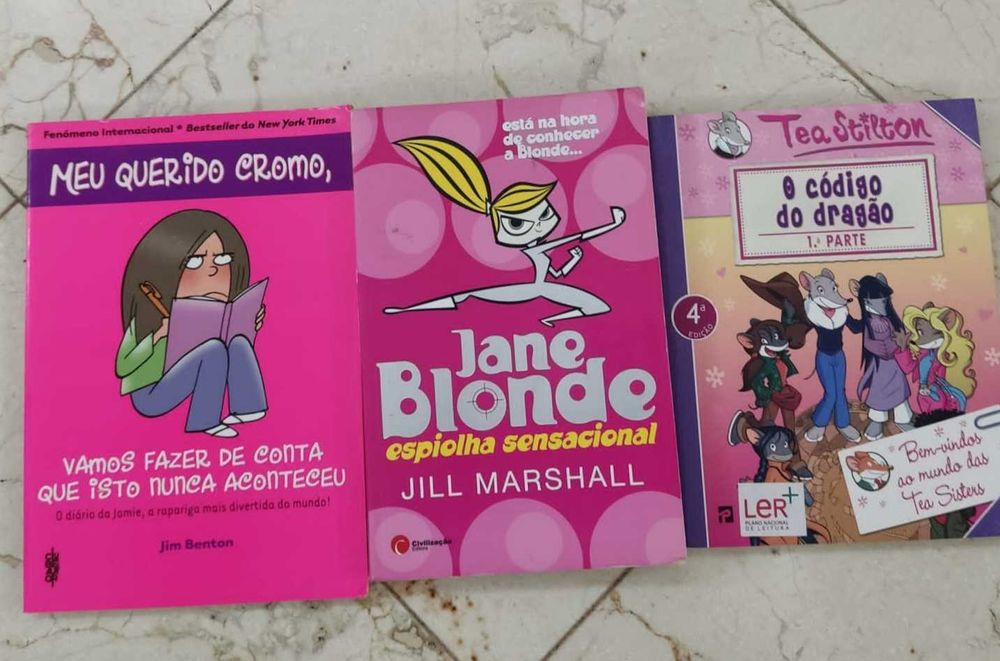 Fenómeno Internacional * Bestseller do New York Times
MEU QUERIDO CROMO,
VAMOS FAZER DE CONTA
QUE ISTO NUNCA ACONTECEU
O diário da Jamie, a rapariga mais divertida do mundo!
Jim Benton
está na hora
de conhecer
a Blonde...
Jane
Blonde
espiolha sensacional
JILL MARSHALL
Civilização
Editora
Tea Stilton
O código
do dragão
1.ª PARTE
4ª
EDIÇÃO
Bem-vindos
ao mundo das
Tea Sisters
LER+
PLANO NACIONAL
DE LEITURA